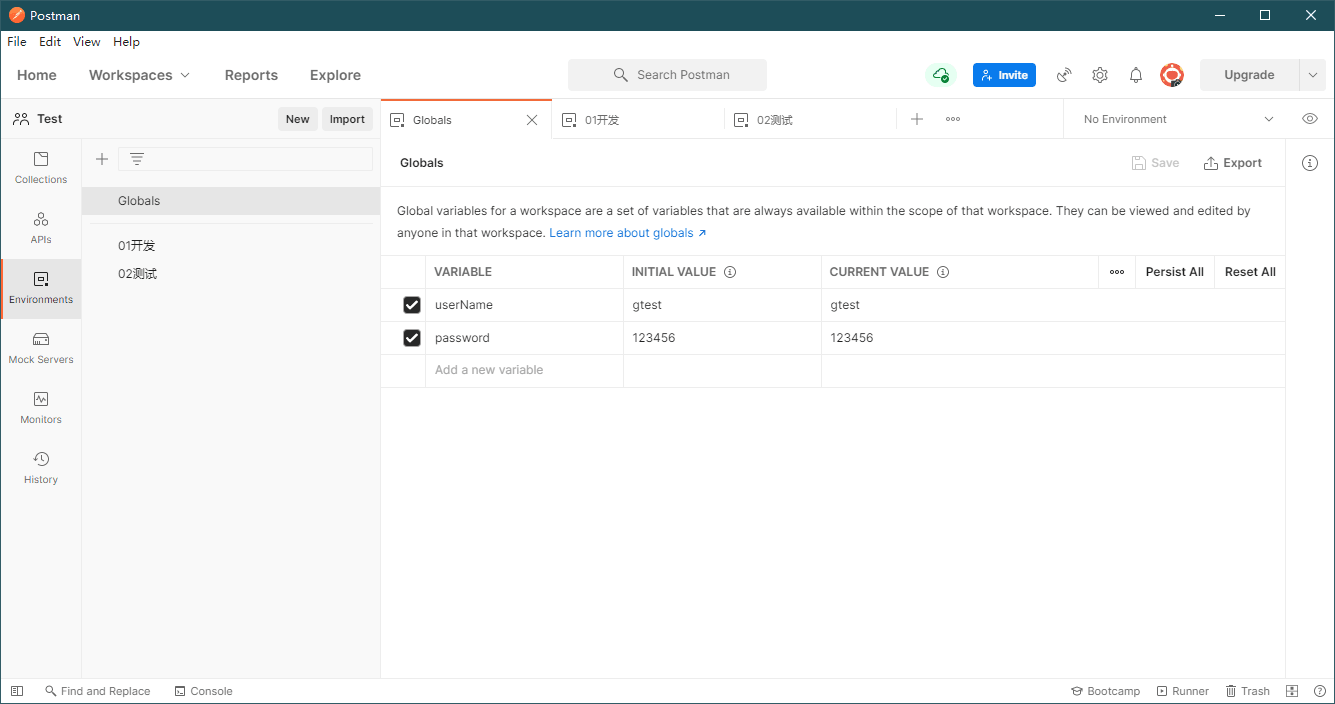 Postman
File Edit View Help
Home Workspaces Reports Explore Search Postman Invite Upgrade
Test New Import Globals 01开发 02测试 No Environment
Collections
APIs
Environments
Mock Servers
Monitors
History
Globals
01开发
02测试
Globals Save Export
Global variables for a workspace are a set of variables that are always available within the scope of that workspace. They can be viewed and edited by
anyone in that workspace. Learn more about globals
VARIABLE INITIAL VALUE CURRENT VALUE Persist All Reset All
userName gtest gtest
password 123456 123456
Add a new variable
Find and Replace Console Bootcamp Runner Trash